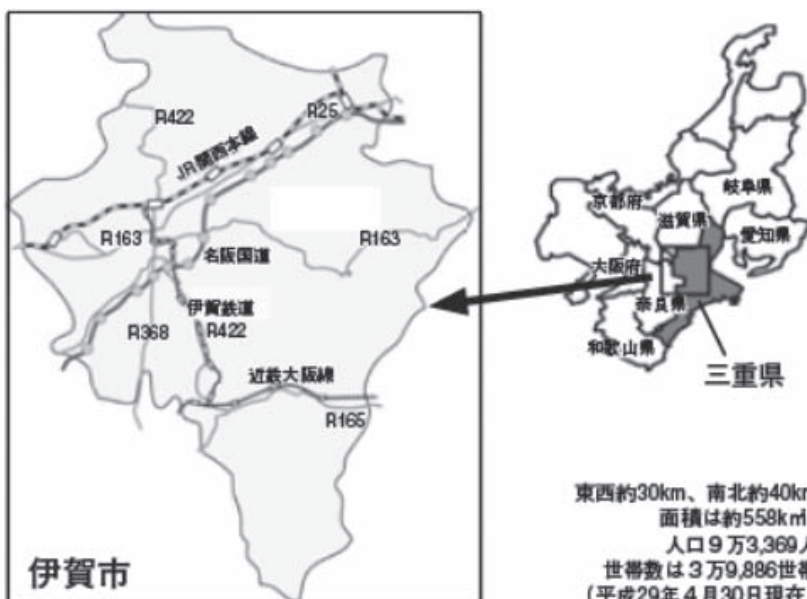 R422
R25
JR関西本線
R163
名阪国道
R163
伊賀鉄道
R422
R368
近鉄大阪線
R165
伊賀市
京都府
滋賀県
岐阜県
愛知県
大阪府
奈良県
和歌山県
三重県
東西約30km、南北約40km
面積は約558k㎡
人口9万3,369人
世帯数は3万9,886世帯
(平成29年4月30日現在